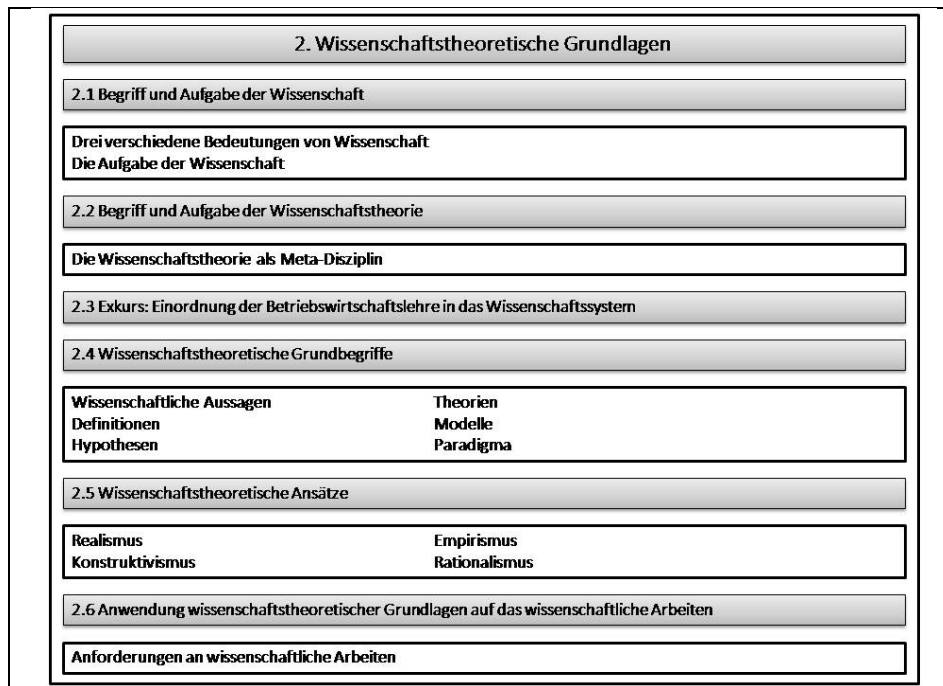 2. Wissenschaftstheoretische Grundlagen
2.1 Begriff und Aufgabe der Wissenschaft
Drei verschiedene Bedeutungen von Wissenschaft
Die Aufgabe der Wissenschaft
2.2 Begriff und Aufgabe der Wissenschaftstheorie
Die Wissenschaftstheorie als Meta-Disziplin
2.3 Exkurs: Einordnung der Betriebswirtschaftslehre in das Wissenschaftssystem
2.4 Wissenschaftstheoretische Grundbegriffe
Wissenschaftliche Aussagen Theorien
Definitionen Modelle
Hypothesen Paradigma
2.5 Wissenschaftstheoretische Ansätze
Realismus Empirismus
Konstruktivismus Rationalismus
2.6 Anwendung wissenschaftstheoretischer Grundlagen auf das wissenschaftliche Arbeiten
Anforderungen an wissenschaftliche Arbeiten